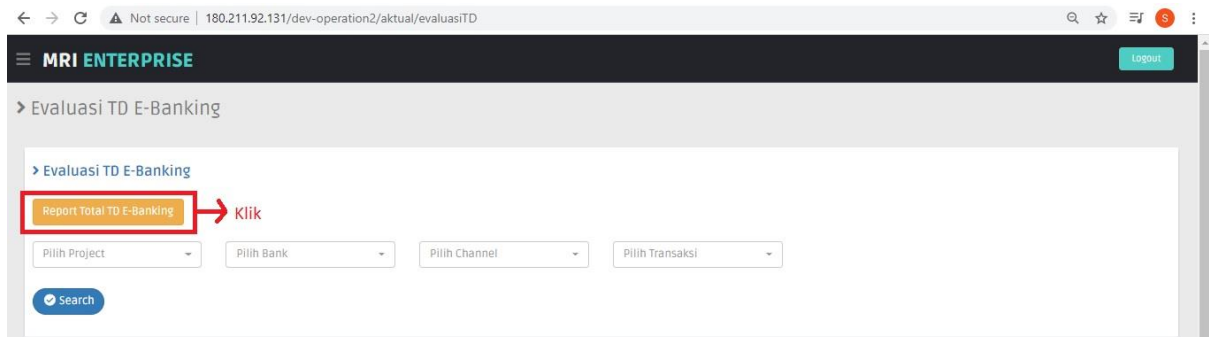 Not secure | 180.211.92.131/dev-operation2/aktual/evaluasiTD
S
MRI ENTERPRISE
Logout
Evaluasi TD E-Banking
Evaluasi TD E-Banking
Report Total TD E-Banking
Klik
Pilih Project Pilih Bank Pilih Channel Pilih Transaksi
Search